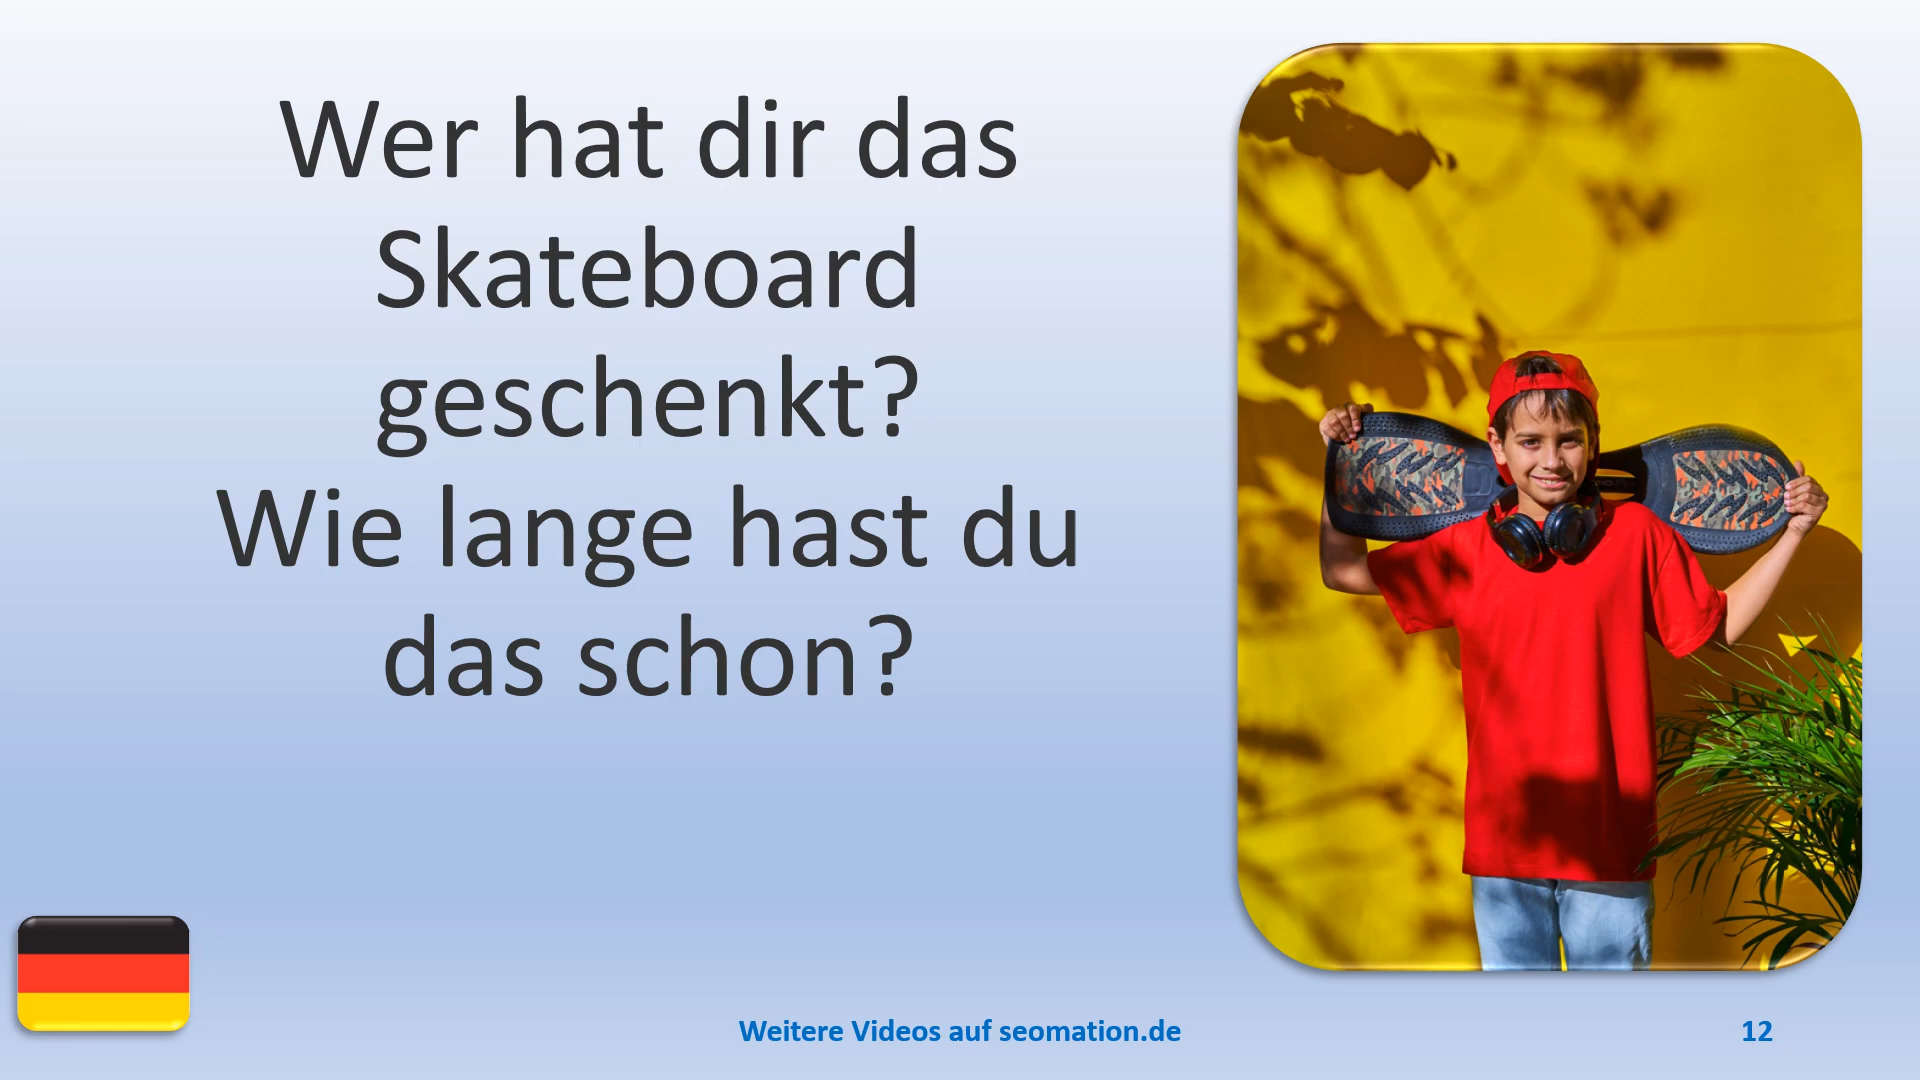 Wer hat dir das
Skateboard
geschenkt?
Wie lange hast du
das schon?
Weitere Videos auf seomation.de
12